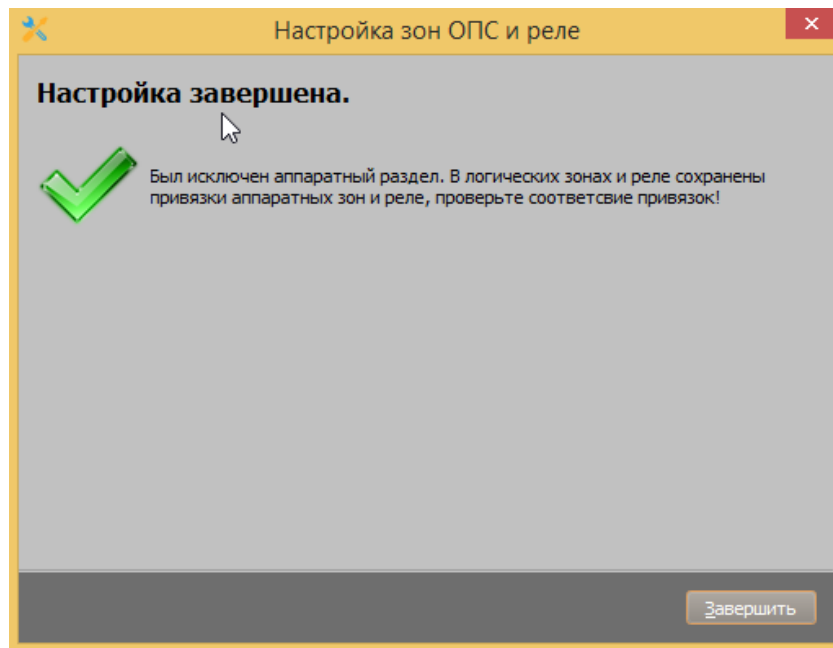 Настройка зон ОПС и реле
Настройка завершена.
Был исключен аппаратный раздел. В логических зонах и реле сохранены
привязки аппаратных зон и реле, проверьте соответсвие привязок!
Завершить